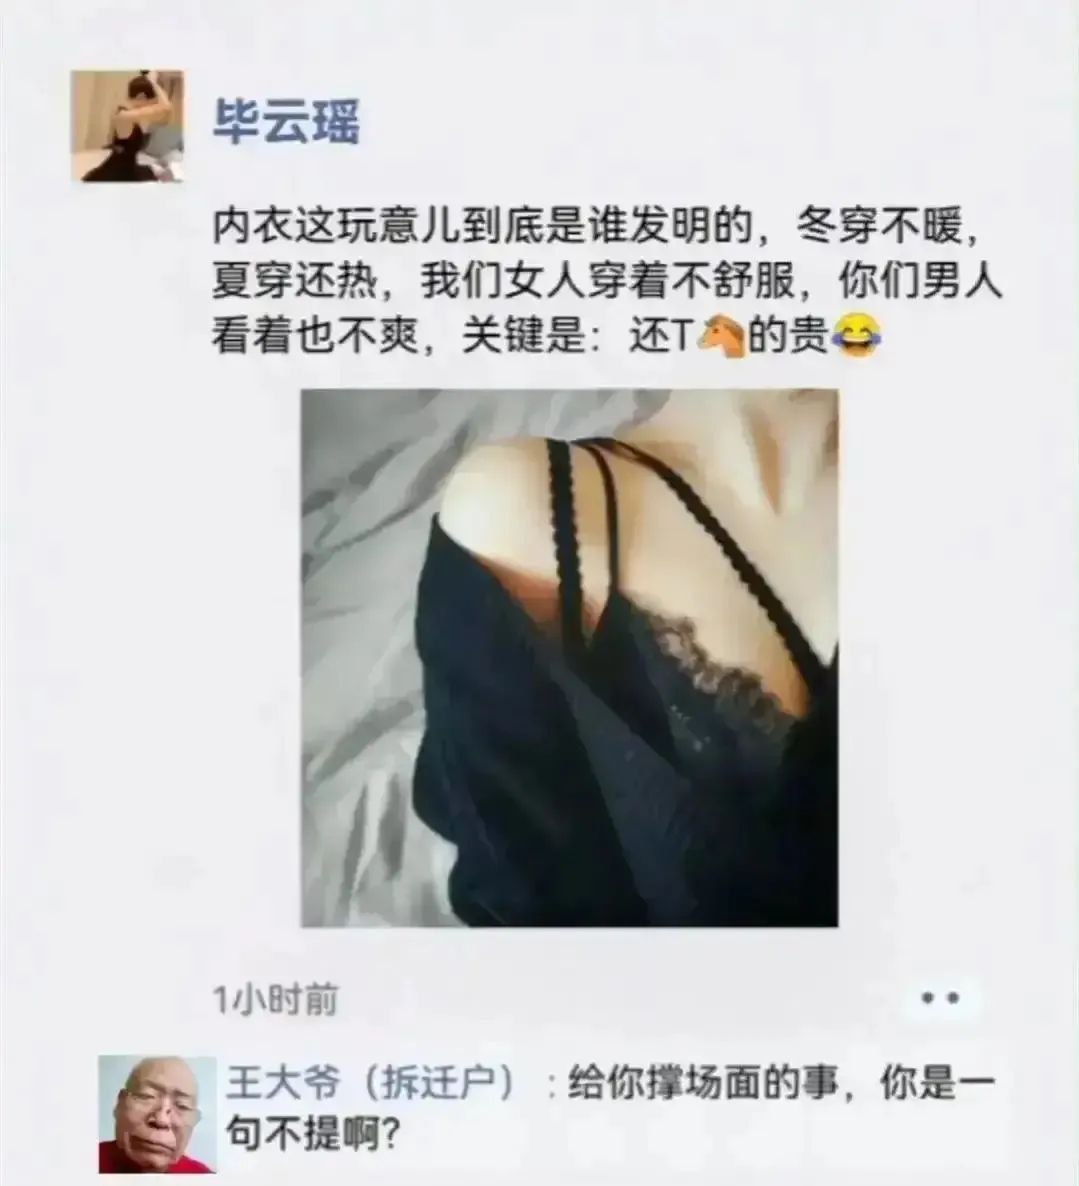 毕云瑶
内衣这玩意儿到底是谁发明的，冬穿不暖，
夏穿还热，我们女人穿着不舒服，你们男人
看着也不爽，关键是：还T🐴的贵😂
1小时前
王大爷（拆迁户）：给你撑场面的事，你是一
句不提啊？